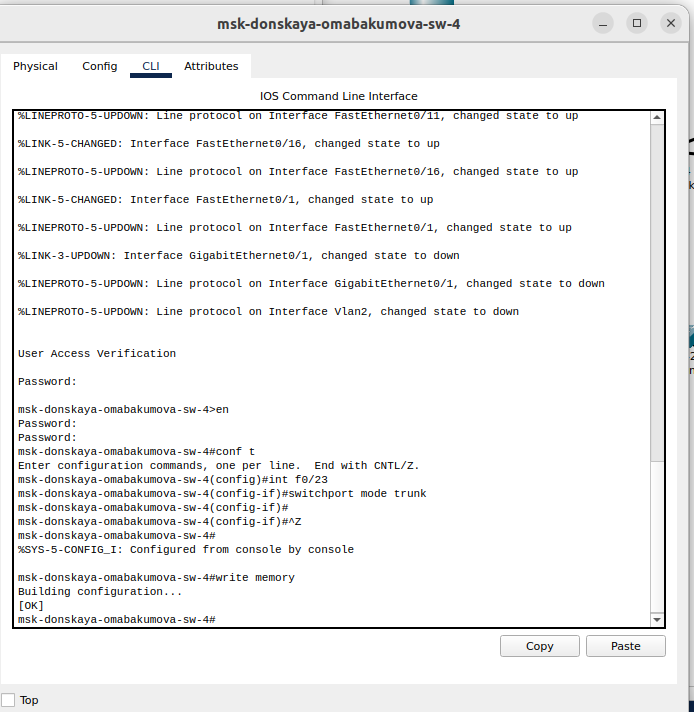 msk-donskaya-omabakumova-sw-4
Physical Config CLI Attributes
IOS Command Line Interface
%LINEPROTO-5-UPDOWN: Line protocol on Interface FastEthernet0/11, changed state to up
%LINK-5-CHANGED: Interface FastEthernet0/16, changed state to up
%LINEPROTO-5-UPDOWN: Line protocol on Interface FastEthernet0/16, changed state to up
%LINK-5-CHANGED: Interface FastEthernet0/1, changed state to up
%LINEPROTO-5-UPDOWN: Line protocol on Interface FastEthernet0/1, changed state to up
%LINK-3-UPDOWN: Interface GigabitEthernet0/1, changed state to down
%LINEPROTO-5-UPDOWN: Line protocol on Interface GigabitEthernet0/1, changed state to down
%LINEPROTO-5-UPDOWN: Line protocol on Interface Vlan2, changed state to down
User Access Verification
Password:
msk-donskaya-omabakumova-sw-4>en
Password:
Password:
msk-donskaya-omabakumova-sw-4#conf t
Enter configuration commands, one per line.  End with CNTL/Z.
msk-donskaya-omabakumova-sw-4(config)#int f0/23
msk-donskaya-omabakumova-sw-4(config-if)#switchport mode trunk
msk-donskaya-omabakumova-sw-4(config-if)#
msk-donskaya-omabakumova-sw-4(config-if)#^Z
msk-donskaya-omabakumova-sw-4#
%SYS-5-CONFIG_I: Configured from console by console
msk-donskaya-omabakumova-sw-4#write memory
Building configuration...
[OK]
msk-donskaya-omabakumova-sw-4#
Copy Paste
Top